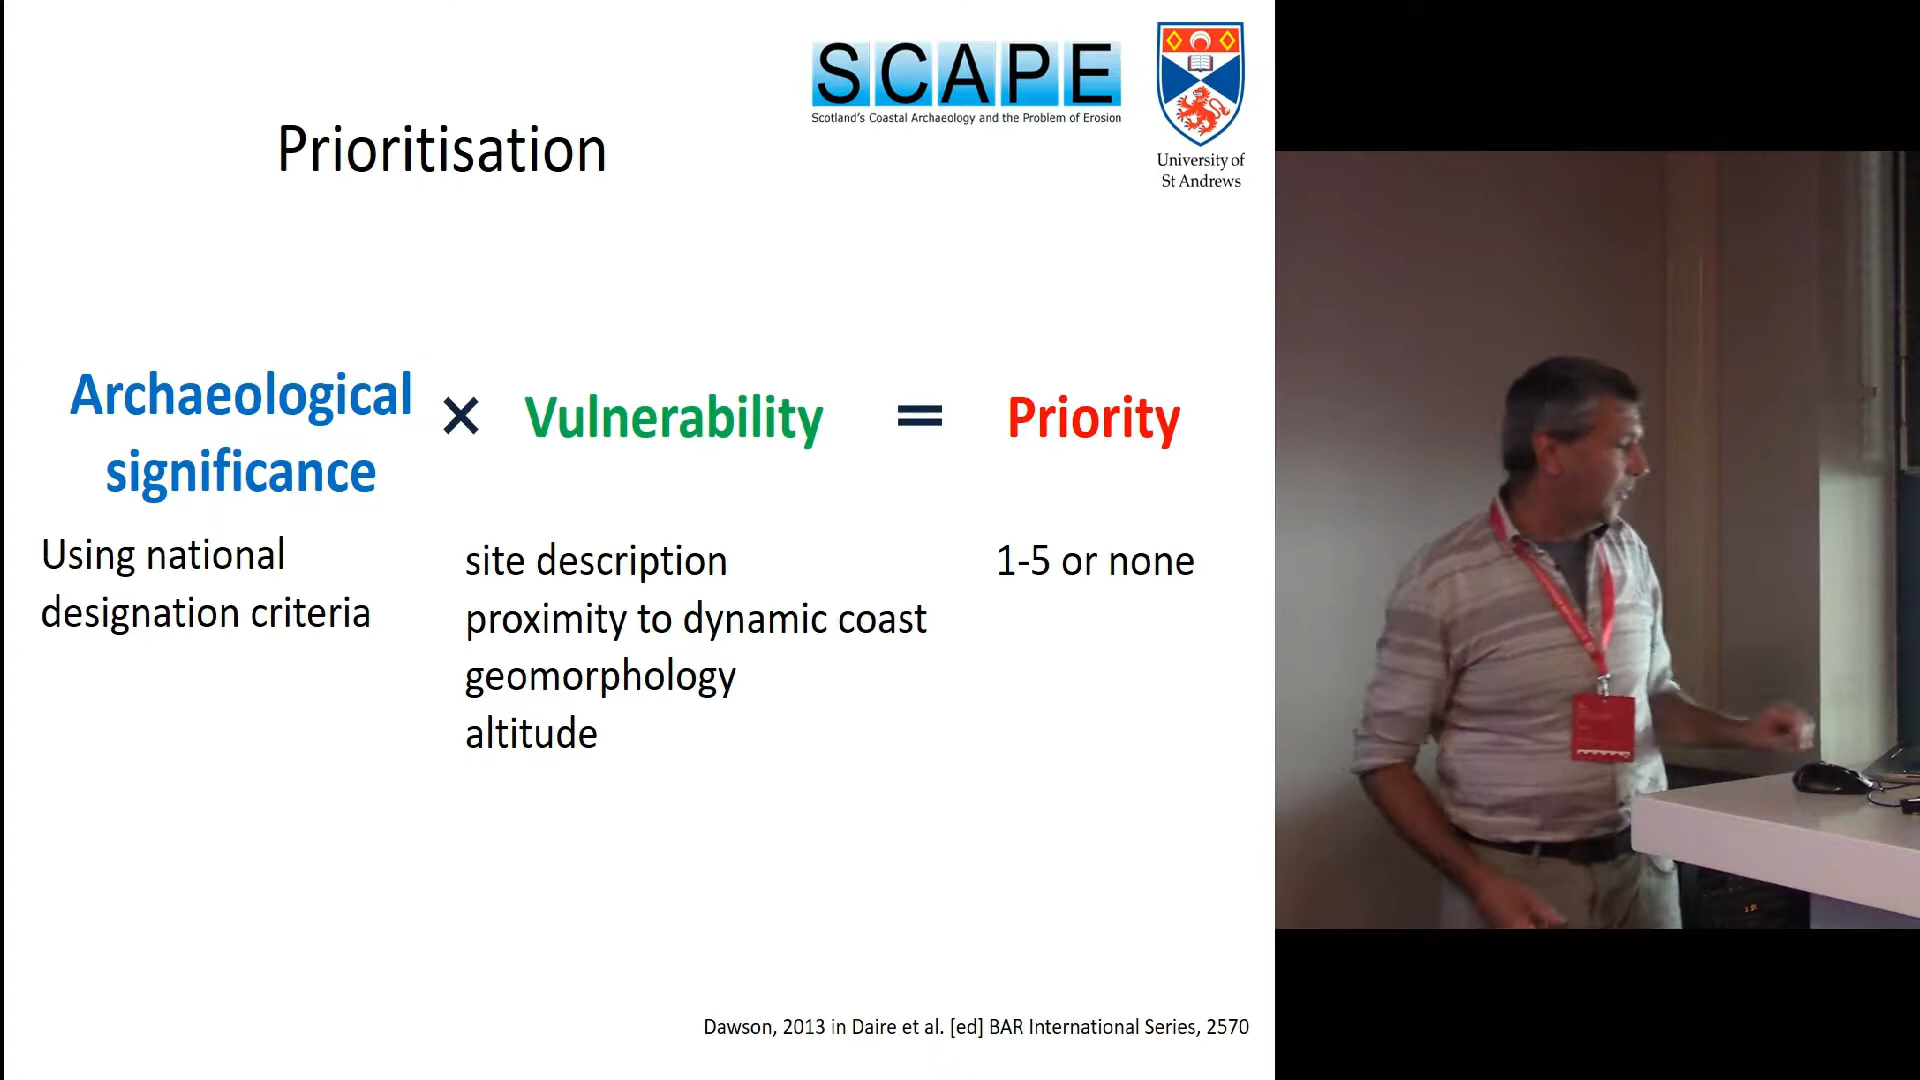 SCAPE
Scotland's Coastal Archaeology and the Problem of Erosion
University of
St Andrews
Prioritisation
Archaeological
significance
×
Vulnerability
=
Priority
Using national
designation criteria
site description
proximity to dynamic coast
geomorphology
altitude
1-5 or none
Dawson, 2013 in Daire et al. [ed] BAR International Series, 2570